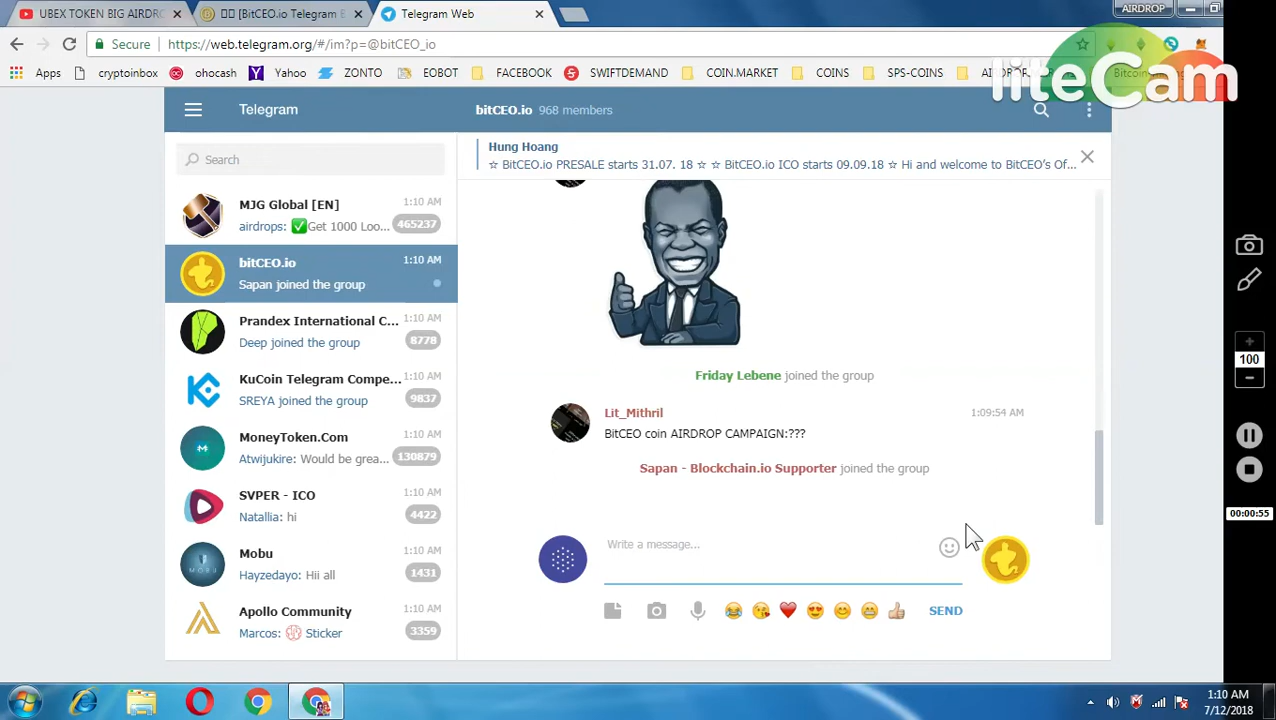 UBEX TOKEN BIG AIRDRO
[BitCEO.io Telegram B
Telegram Web
AIRDROP
Secure
https://web.telegram.org/#/im?p=@bitCEO_io
Apps
cryptoinbox
ohocash
Yahoo
ZONTO
EOBOT
FACEBOOK
SWIFTDEMAND
COIN.MARKET
COINS
SPS-COINS
liteCam
Telegram
bitCEO.io 968 members
Search
Hung Hoang
☆ BitCEO.io PRESALE starts 31.07. 18 ☆ ☆ BitCEO.io ICO starts 09.09.18 ☆ Hi and welcome to BitCEO's Of...
MJG Global [EN] 1:10 AM
airdrops: ✅Get 1000 Loo... 465237
bitCEO.io 1:10 AM
Sapan joined the group
Prandex International C... 1:10 AM
Deep joined the group 8778
KuCoin Telegram Compe... 1:10 AM
SREYA joined the group 9837
MoneyToken.Com 1:10 AM
Atwijukire: Would be grea... 130879
SVPER - ICO 1:10 AM
Natallia: hi 4422
Mobu 1:10 AM
Hayzedayo: Hii all 1431
Apollo Community 1:10 AM
Marcos: Sticker 3359
Friday Lebene joined the group
Lit_Mithril 1:09:54 AM
BitCEO coin AIRDROP CAMPAIGN:???
Sapan - Blockchain.io Supporter joined the group
Write a message...
SEND
100
00:00:55
1:10 AM
7/12/2018